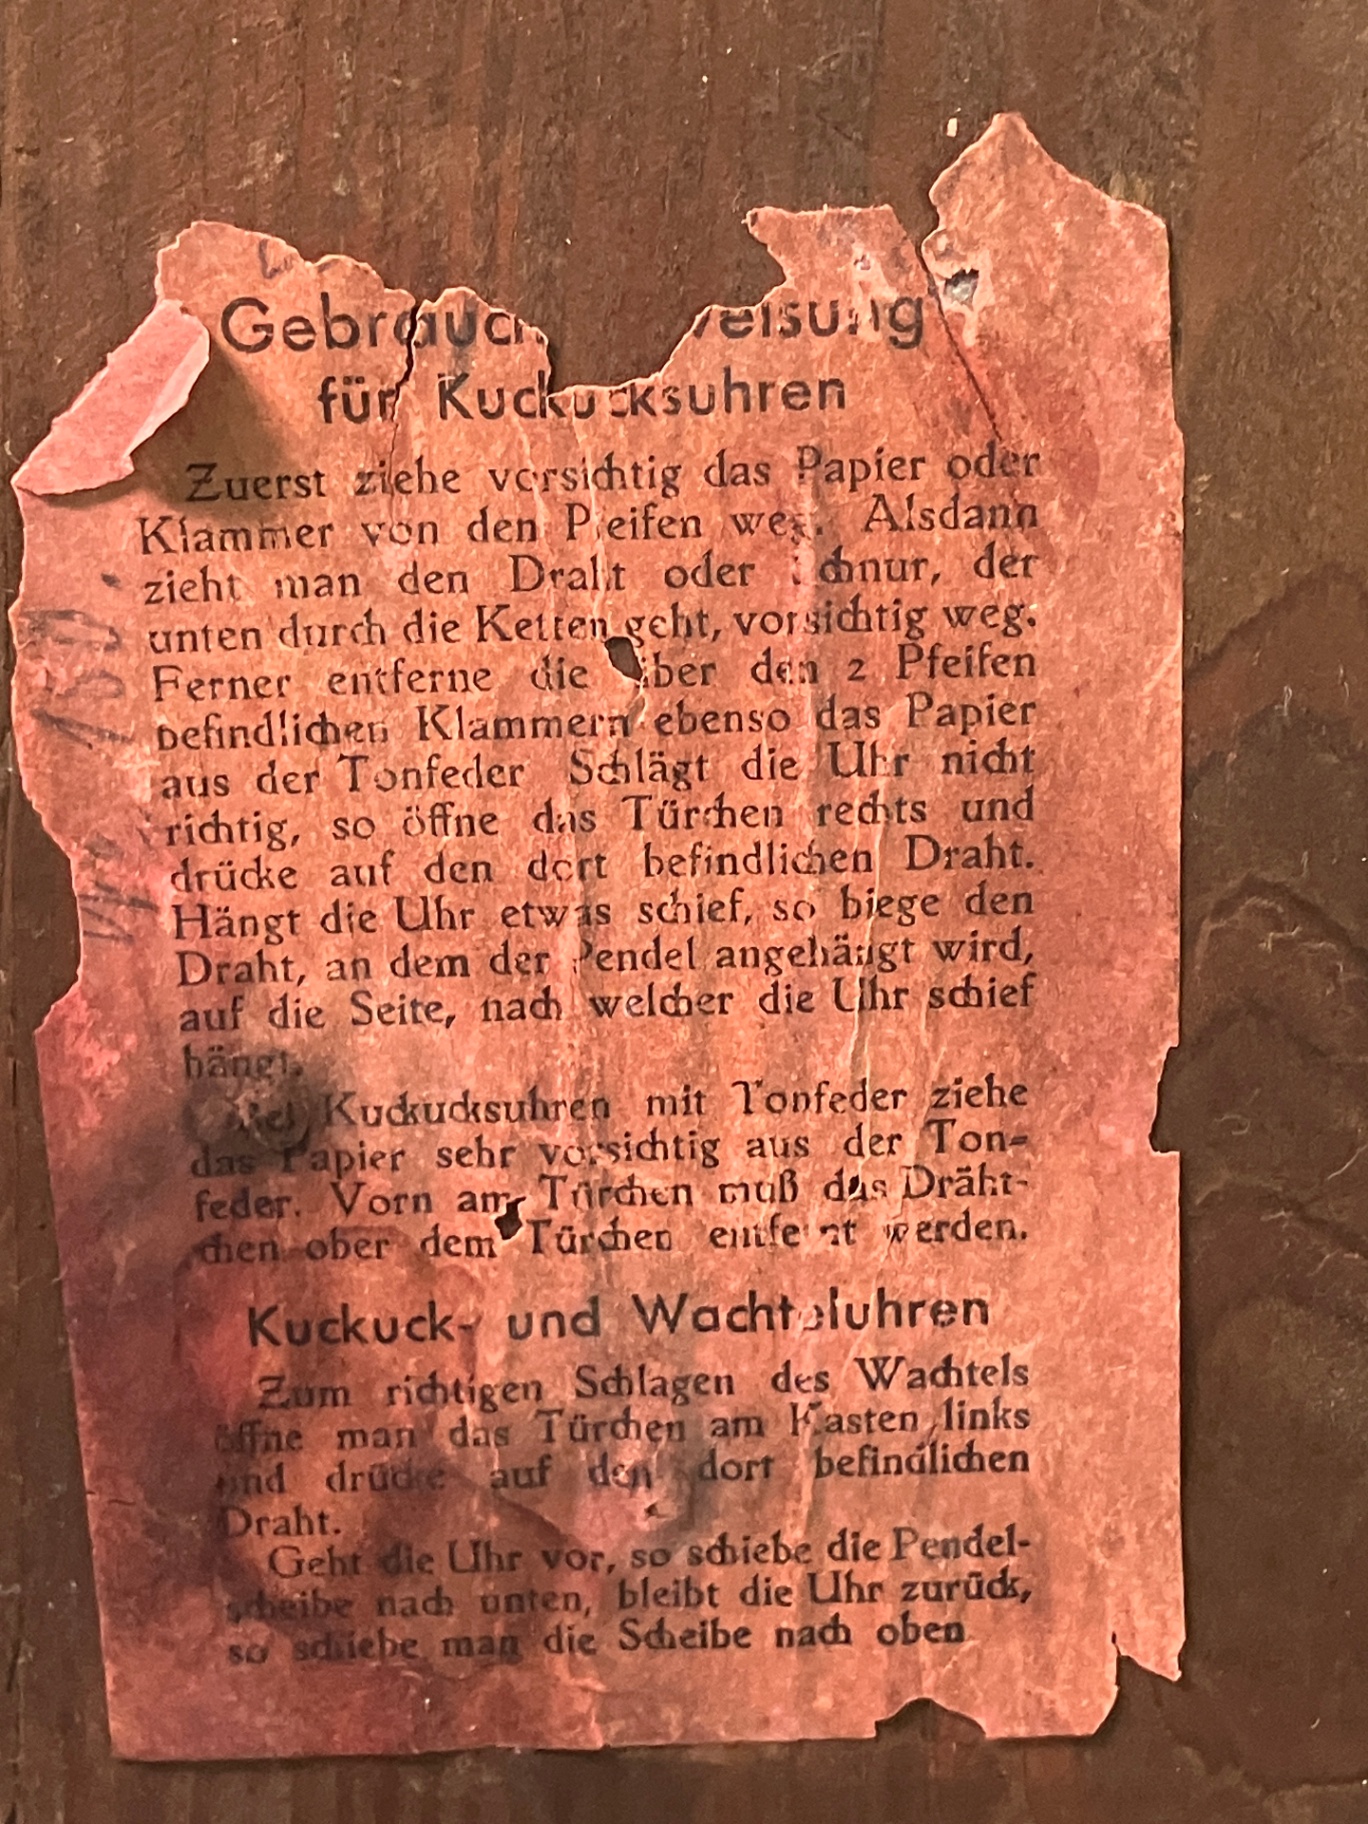 Gebrauch veisung
für Kuckucksuhren
Zuerst ziehe vorsichtig das Papier oder
Klammer von den Pfeifen weg. Alsdann
zieht man den Draht oder Schnur, der
unten durch die Ketten geht, vorsichtig weg.
Ferner entferne die über den 2 Pfeifen
befindlichen Klammern ebenso das Papier
aus der Tonfeder Schlägt die Uhr nicht
richtig, so öffne das Türchen rechts und
drücke auf den dort befindlichen Draht.
Hängt die Uhr etwas schief, so biege den
Draht, an dem der Pendel angehängt wird,
auf die Seite, nach welcher die Uhr schief
hängt.
Bei Kuckucksuhren mit Tonfeder ziehe
das Papier sehr vorsichtig aus der Ton-
feder. Vorn am Türchen muß das Dräht-
chen ober dem Türchen entfernt werden.
Kuckuck- und Wachteluhren
Zum richtigen Schlagen des Wachtels
öffne man das Türchen am Kasten links
und drücke auf den dort befindlichen
Draht.
Geht die Uhr vor, so schiebe die Pendel-
scheibe nach unten, bleibt die Uhr zurück,
so schiebe man die Scheibe nach oben